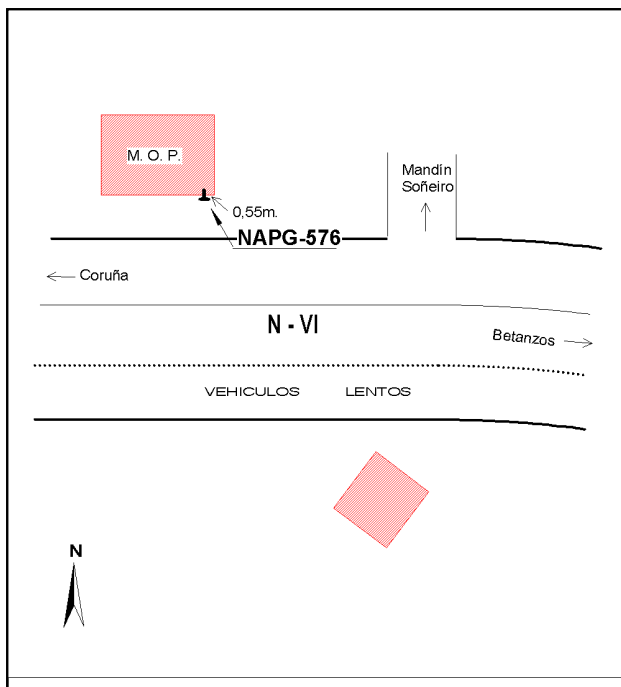 M. O. P.
Mandín
Soñeiro
0,55m.
NAPG-576
Coruña
N - VI
Betanzos
VEHICULOS LENTOS
N